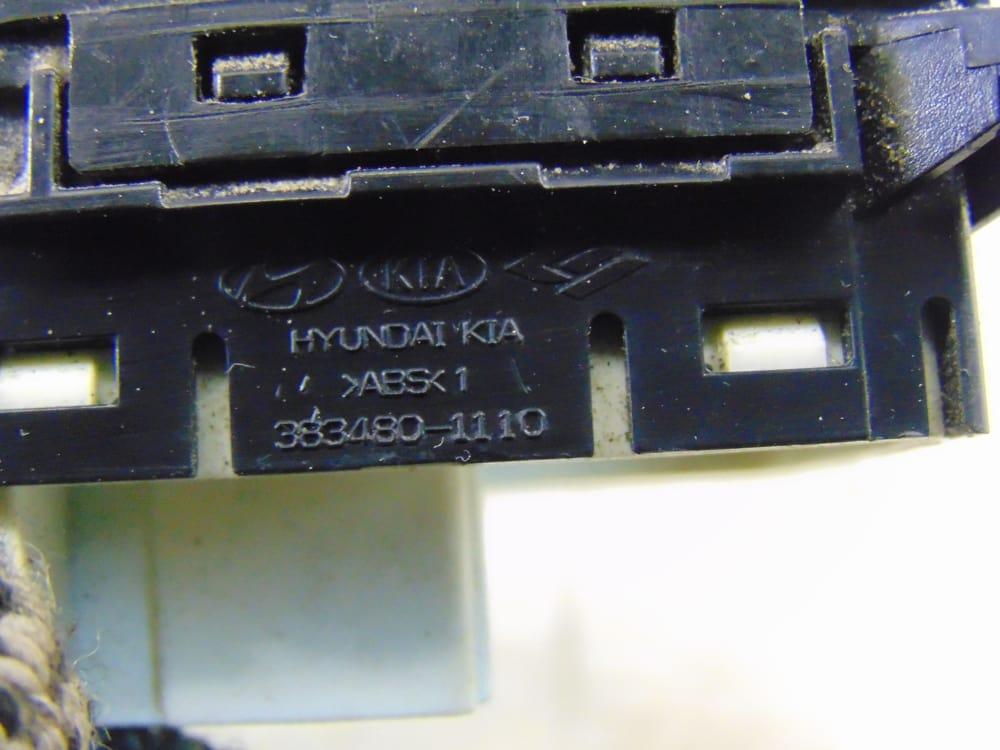 KIA
HYUNDAI KIA
>ABS< 1
383480-1110